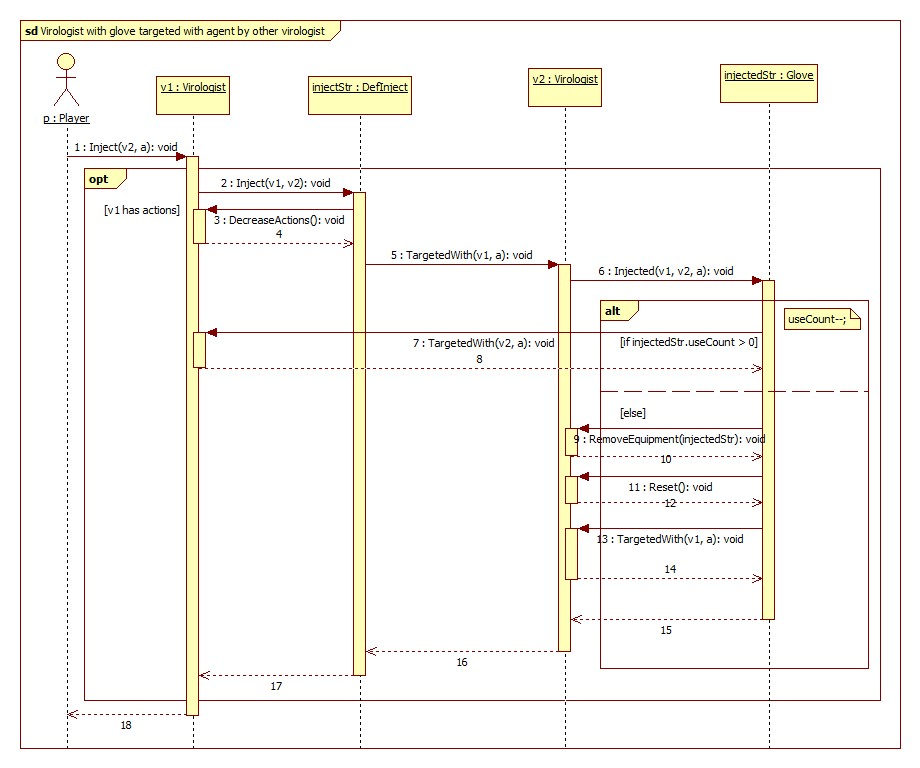 sd Virologist with glove targeted with agent by other virologist
p : Player
v1 : Virologist
injectStr : DefInject
v2 : Virologist
injectedStr : Glove
1 : Inject(v2, a): void
opt
[v1 has actions]
2 : Inject(v1, v2): void
3 : DecreaseActions(): void
4
5 : TargetedWith(v1, a): void
6 : Injected(v1, v2, a): void
alt
useCount--;
[if injectedStr.useCount > 0]
7 : TargetedWith(v2, a): void
8
[else]
9 : RemoveEquipment(injectedStr): void
10
11 : Reset(): void
12
13 : TargetedWith(v1, a): void
14
15
16
17
18